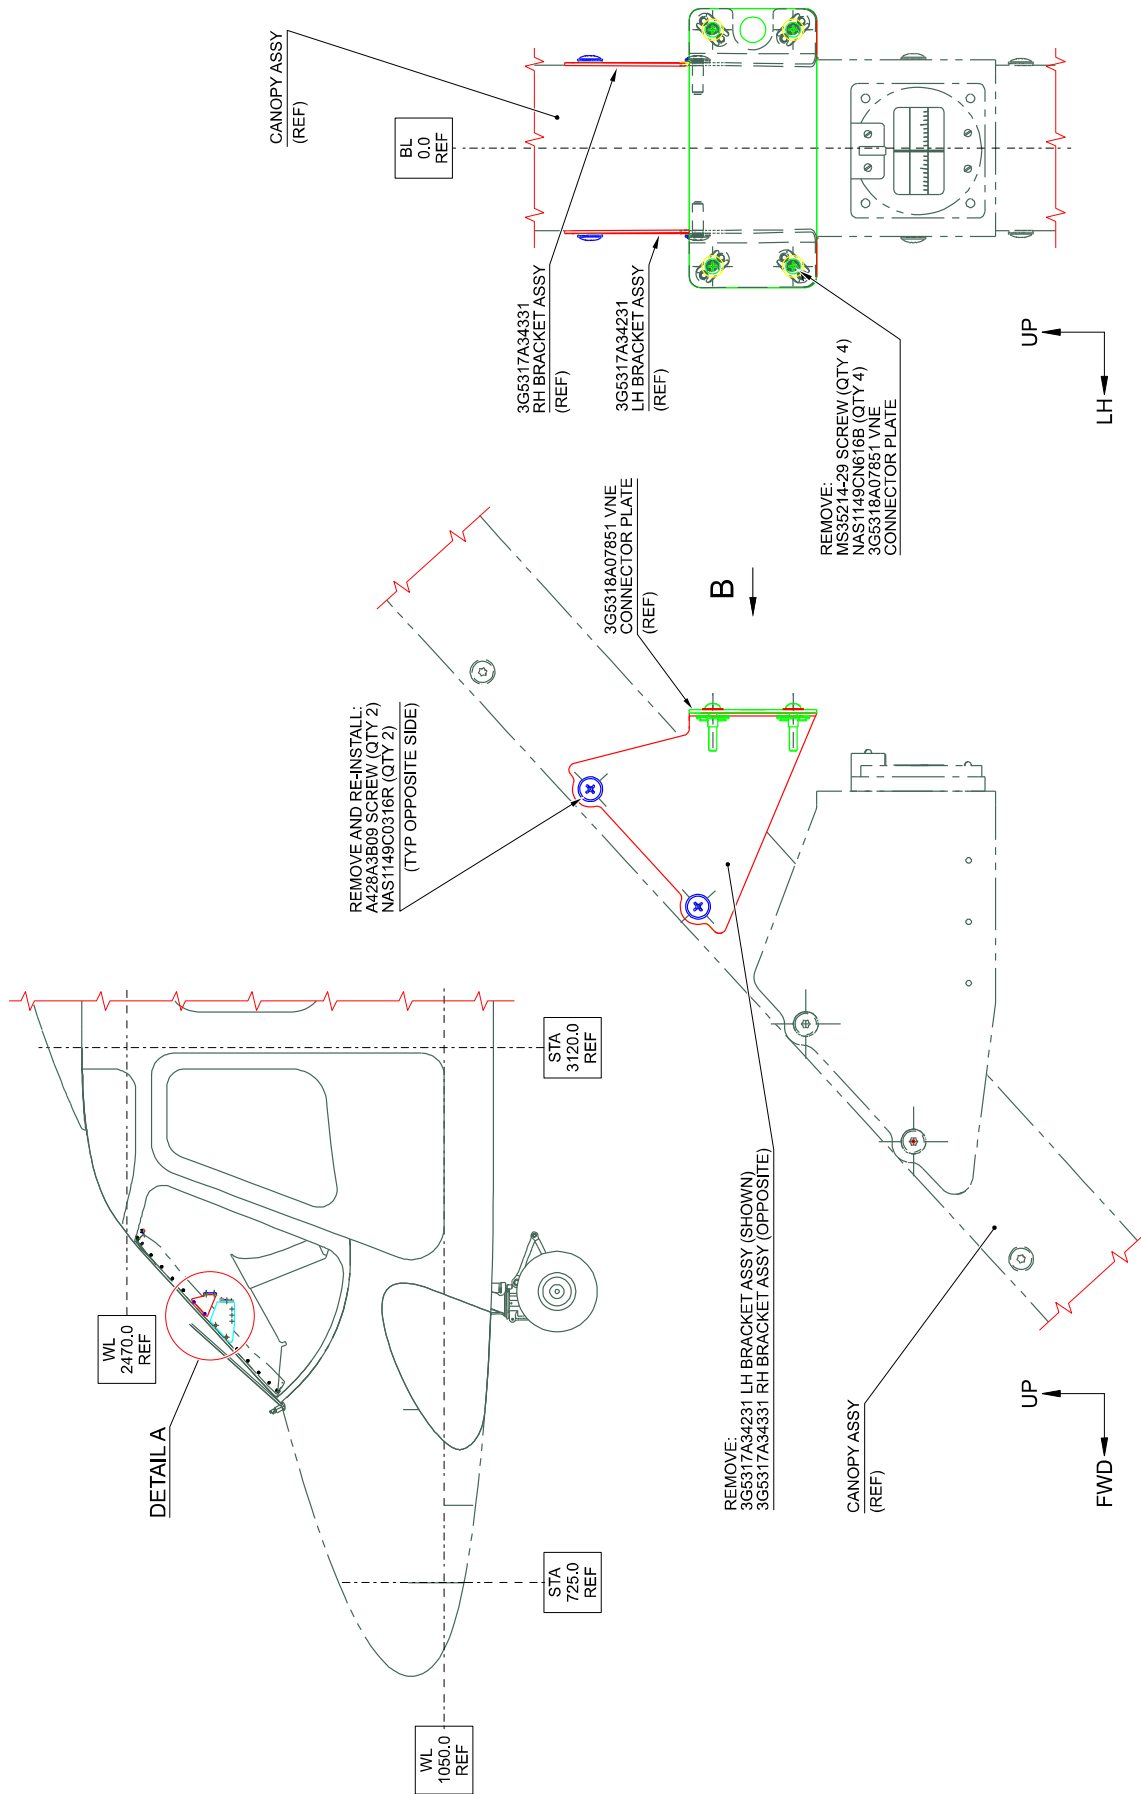 CANOPY ASSY
(REF)
BL
0.0
REF
3G5317A34331
RH BRACKET ASSY
(REF)
3G5317A34231
LH BRACKET ASSY
(REF)
REMOVE:
MS35214-29 SCREW (QTY 4)
NAS1149CN616B (QTY 4)
3G5318A07851 VNE
CONNECTOR PLATE
UP
LH
REMOVE AND RE-INSTALL:
A428A3B09 SCREW (QTY 2)
NAS1149C0316R (QTY 2)
(TYP OPPOSITE SIDE)
3G5318A07851 VNE
CONNECTOR PLATE
(REF)
B
REMOVE:
3G5317A34231 LH BRACKET ASSY (SHOWN)
3G5317A34331 RH BRACKET ASSY (OPPOSITE)
CANOPY ASSY
(REF)
UP
FWD
DETAIL A
WL
2470.0
REF
STA
3120.0
REF
STA
725.0
REF
WL
1050.0
REF